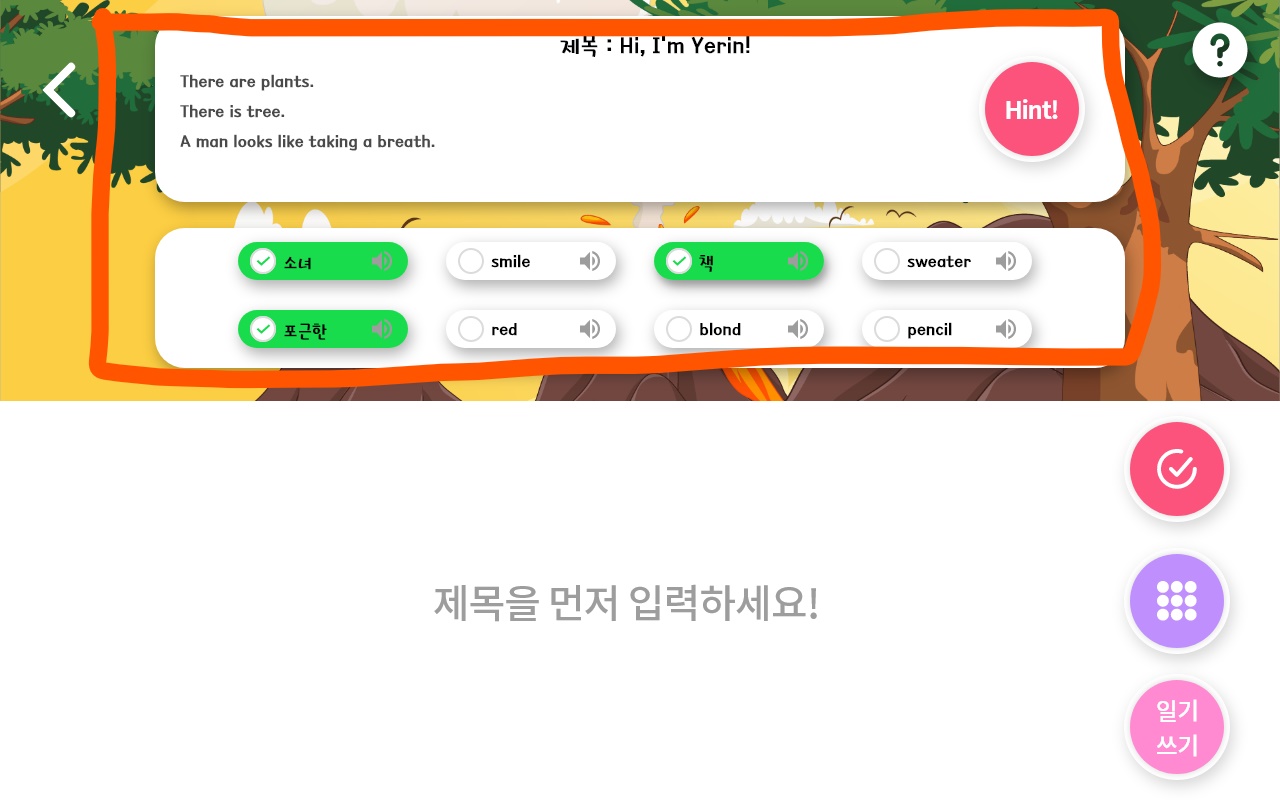 제목 : Hi, I'm Yerin!
There are plants.
There is tree.
A man looks like taking a breath.
Hint!
?
소녀 smile 책 sweater
포근한 red blond pencil
제목을 먼저 입력하세요!
일기
쓰기